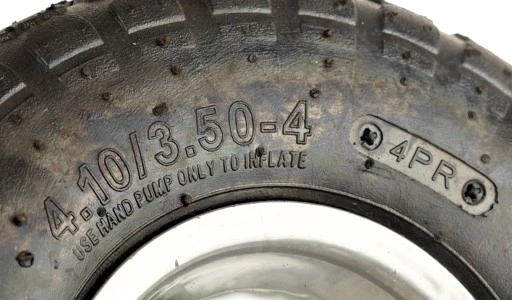 4.10/3.50-4
USE HAND PUMP ONLY TO INFLATE
4PR